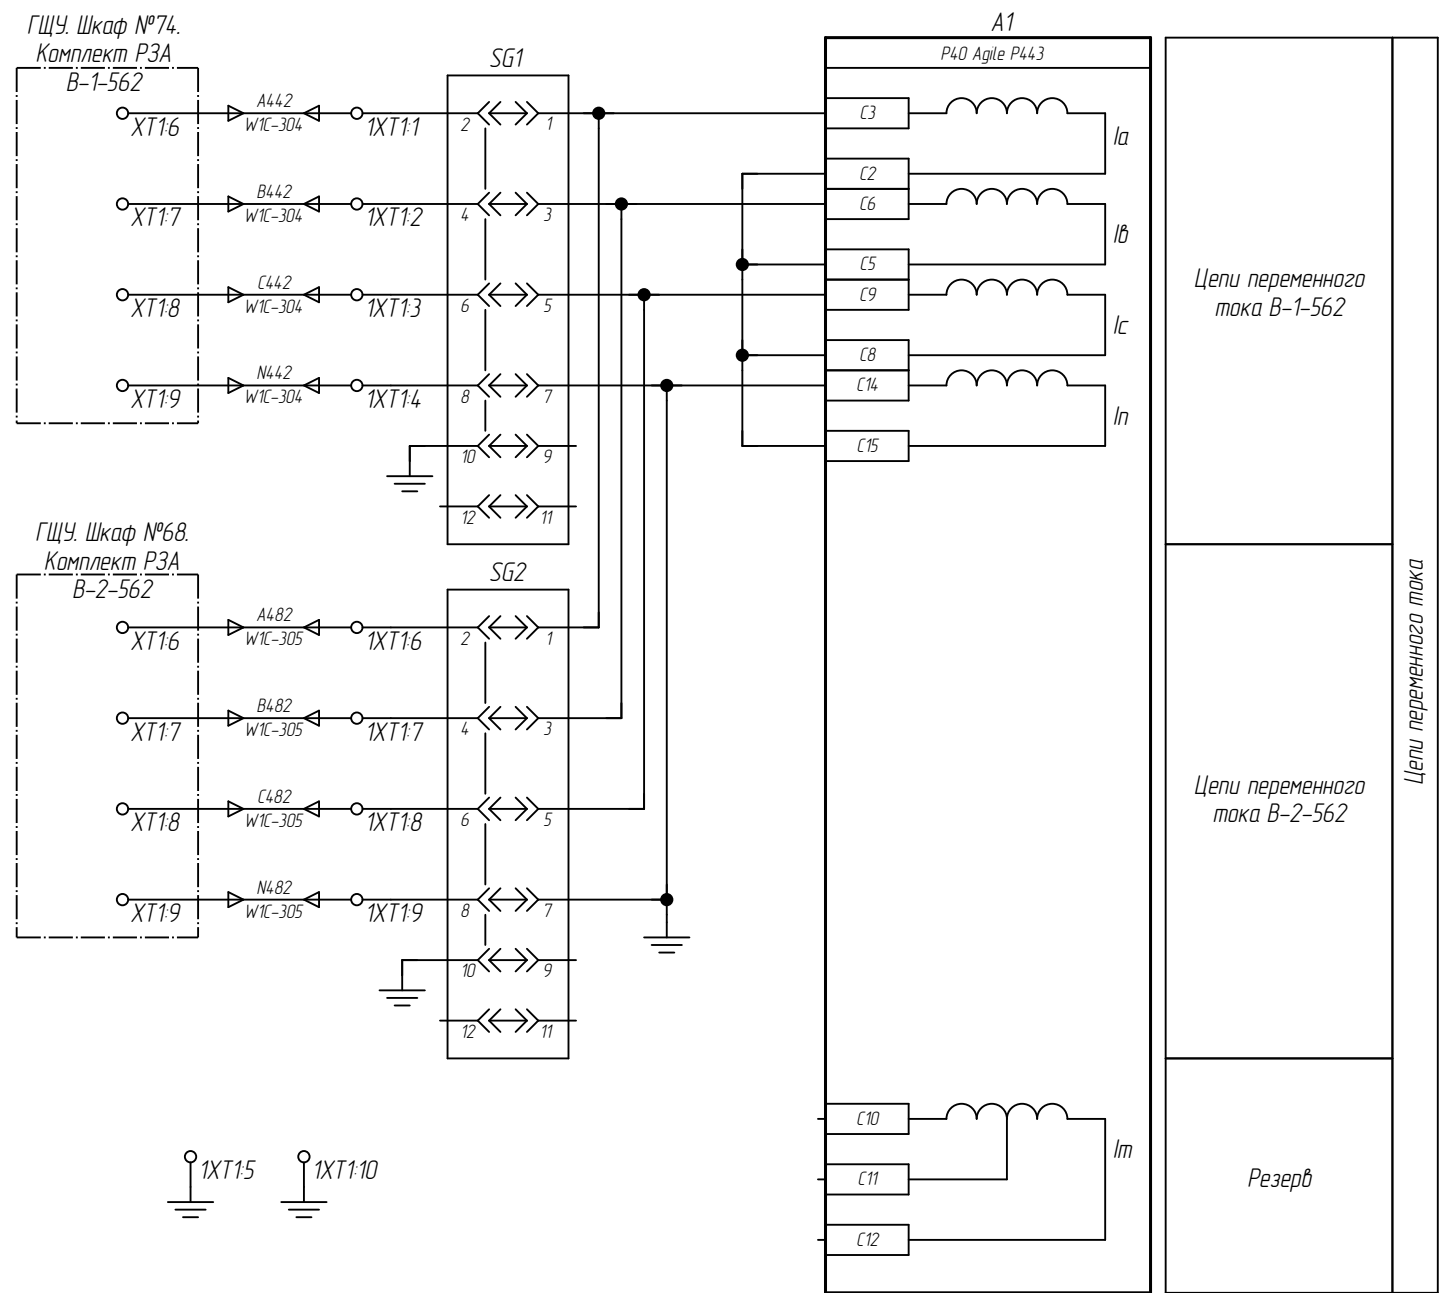 ГЩУ. Шкаф №74.
Комплект РЗА
В-1-562
XT1:6
A442
W1C-304
1XT1:1
XT1:7
B442
W1C-304
1XT1:2
XT1:8
C442
W1C-304
1XT1:3
XT1:9
N442
W1C-304
1XT1:4
SG1
2 1
4 3
6 5
8 7
10 9
12 11
ГЩУ. Шкаф №68.
Комплект РЗА
В-2-562
XT1:6
A482
W1C-305
1XT1:6
XT1:7
B482
W1C-305
1XT1:7
XT1:8
C482
W1C-305
1XT1:8
XT1:9
N482
W1C-305
1XT1:9
SG2
2 1
4 3
6 5
8 7
10 9
12 11
1XT1:5
1XT1:10
A1
P40 Agile P443
C3
Ia
C2
C6
Iв
C5
C9
Ic
C8
C14
In
C15
C10
Im
C11
C12
Цепи переменного
тока В-1-562
Цепи переменного
тока В-2-562
Резерв
Цепи переменного тока